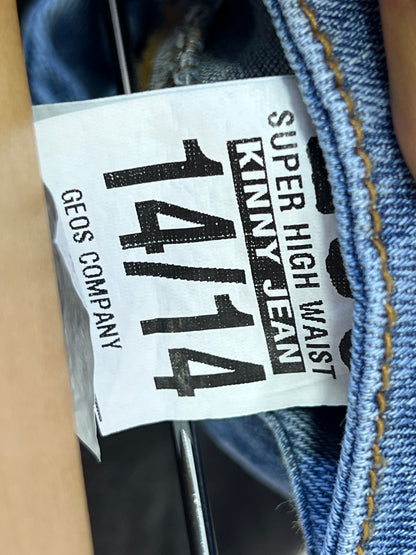 SUPER HIGH WAIST
KINNY JEAN
14/14
GEOS COMPANY